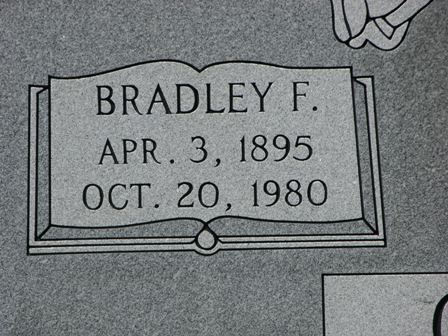 BRADLEY F.
APR. 3, 1895
OCT. 20, 1980